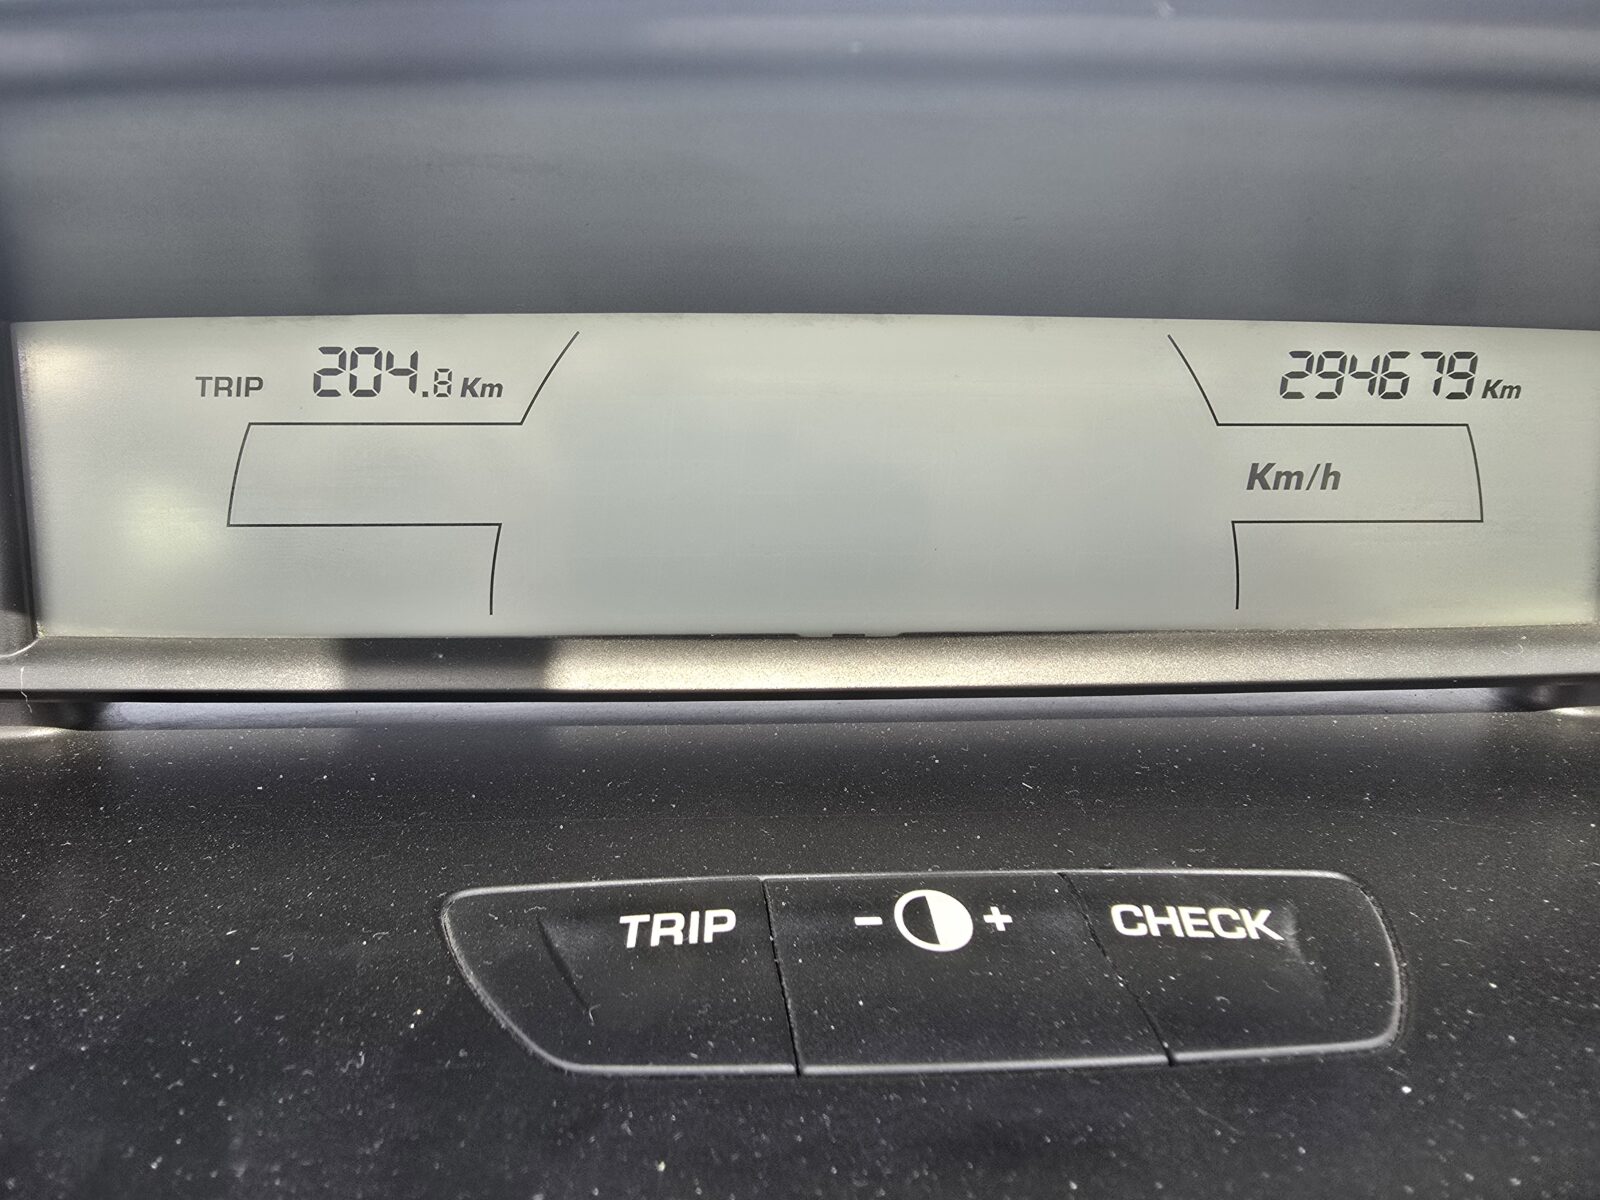 TRIP 204.8 Km
294679 Km
Km/h
TRIP - + CHECK